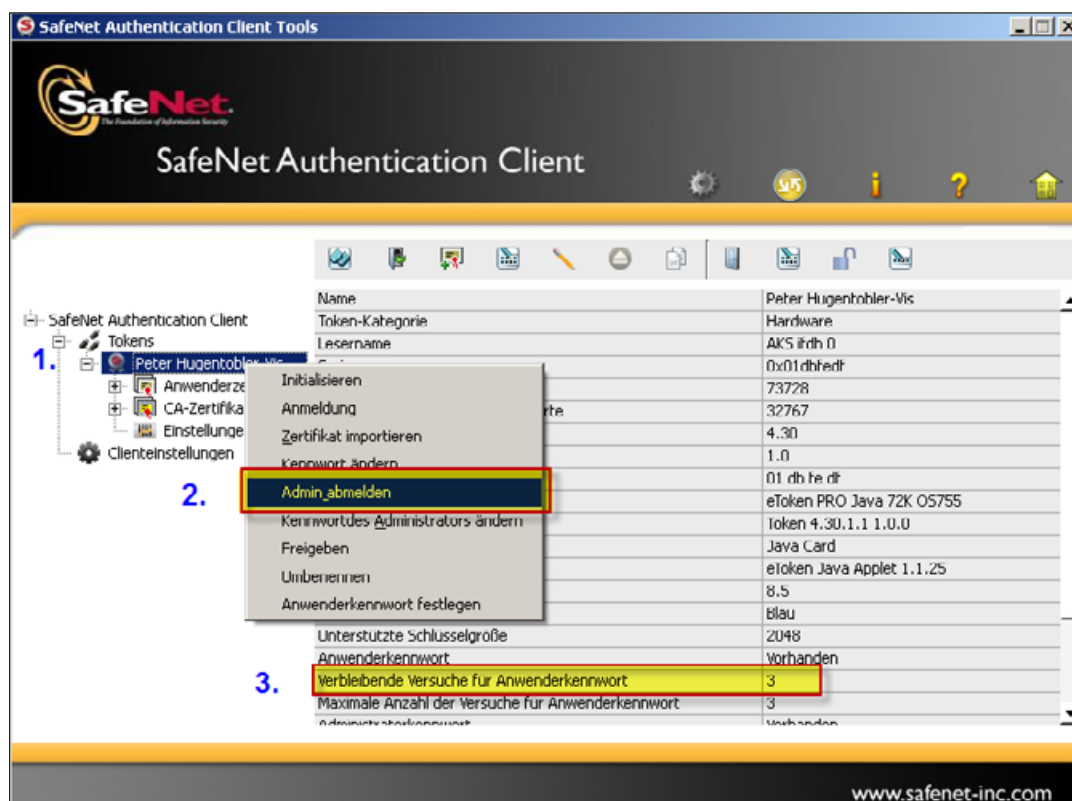 SafeNet Authentication Client Tools
SafeNet.
The Foundation of Information Security
SafeNet Authentication Client
SafeNet Authentication Client
Tokens
1.
Peter Hugentobler-Vis
Anwenderze
CA-Zertifika
Einstellunge
Clienteinstellungen
Initialisieren
Anmeldung
Zertifikat importieren
Kennwort ändern
2.
Admin_abmelden
Kennwortdes Administrators ändern
Freigeben
Umbenennen
Anwenderkennwort festlegen
Name Peter Hugentobler-Vis
Token-Kategorie Hardware
Lesername AKS ifdh 0
73728
rte 32767
4.30
1.0
01 db fe df
eToken PRO Java 72K OS755
Token 4.30.1.1 1.0.0
Java Card
eToken Java Applet 1.1.25
8.5
Blau
Unterstützte Schlüsselgröße 2048
Anwenderkennwort Vorhanden
3.
Verbleibende Versuche für Anwenderkennwort 3
Maximale Anzahl der Versuche für Anwenderkennwort 3
Administratorkennwort Vorhanden
www.safenet-inc.com